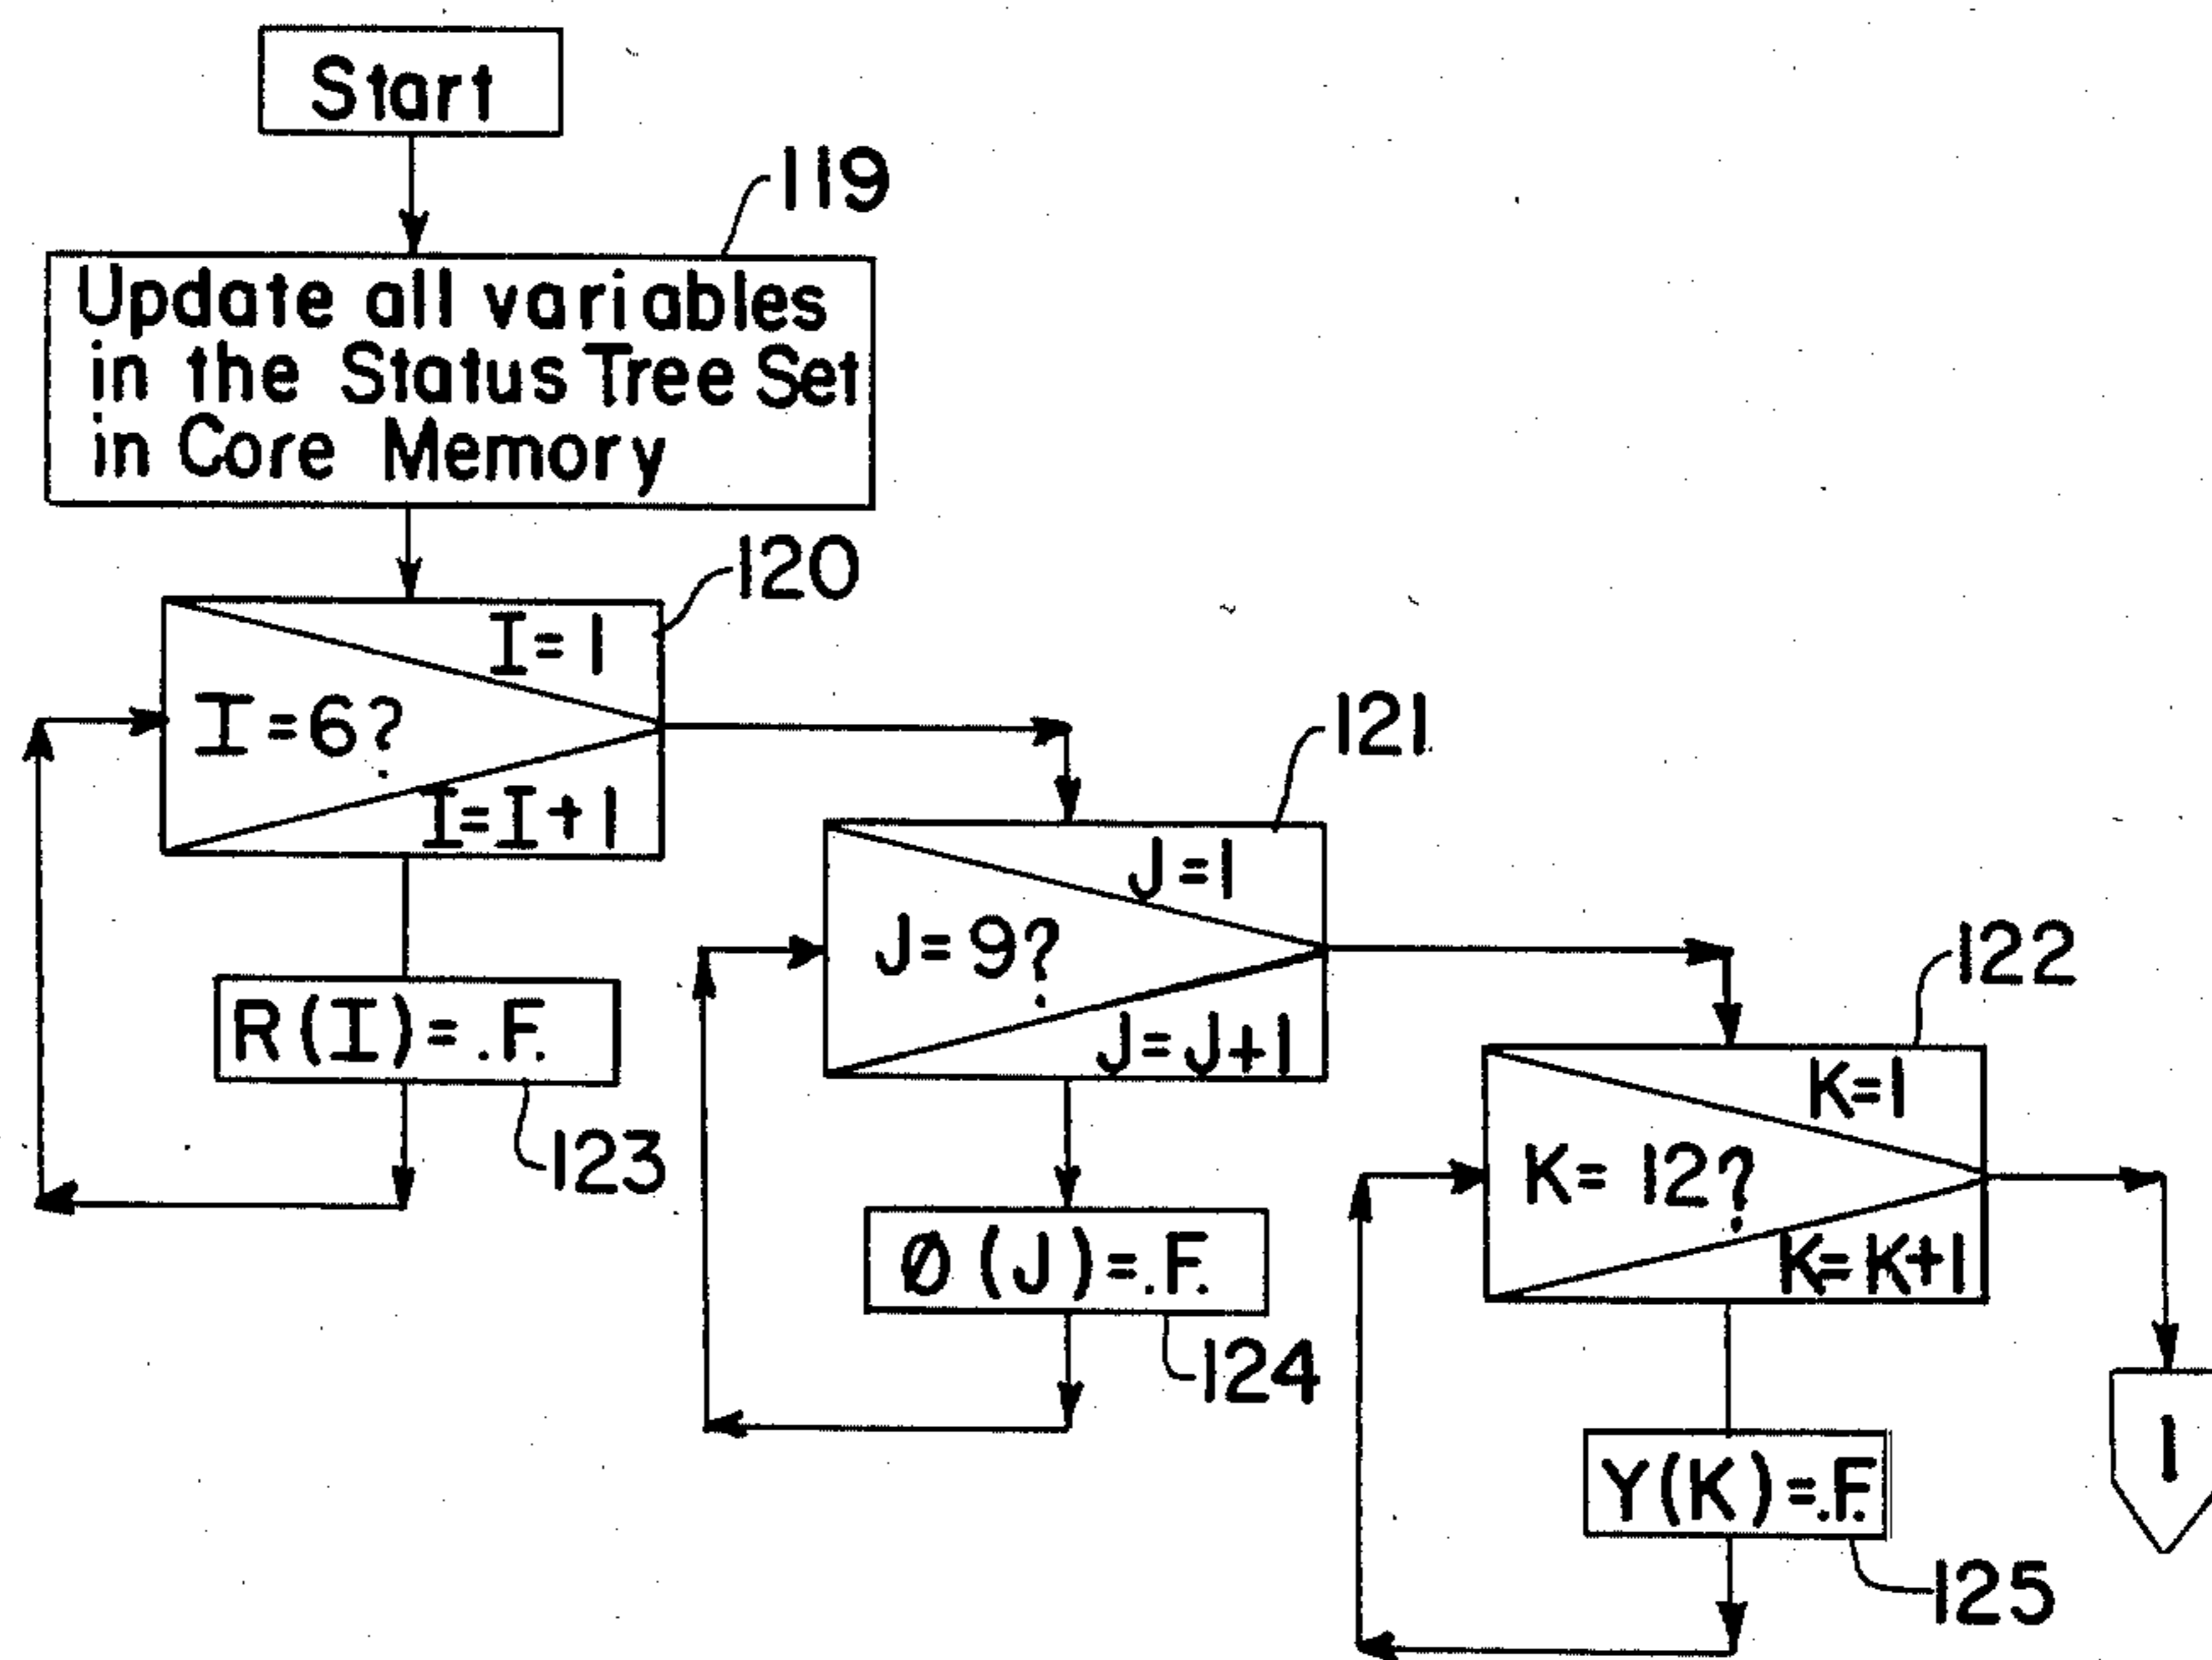 Start
119
Update all variables
in the Status Tree Set
in Core Memory
120
I=1
I=6?
I=I+1
121
J=1
J=9?
J=J+1
122
K=1
K=12?
K=K+1
R(I)=.F.
123
Ø(J)=.F.
124
Y(K)=.F.
125
1